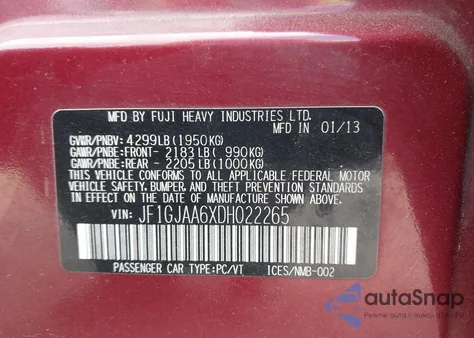 MFD BY FUJI HEAVY INDUSTRIES LTD.
MFD IN 01/13
GVWR/PNBV: 4299LB(1950KG)
GAWR/PNBE:FRONT- 2183LB( 990KG)
GAWR/PNBE:REAR - 2205LB(1000KG)
THIS VEHICLE CONFORMS TO ALL APPLICABLE
FEDERAL MOTOR VEHICLE SAFETY, BUMPER,
AND THEFT PREVENTION STANDARDS IN EFFECT
ON THE DATE OF MANUFACTURE SHOWN ABOVE.
VIN: JF1GJAA6XDH022265
PASSENGER CAR TYPE:PC/VT ICES/NMB-002
autoSnap
Pewne auto z USA